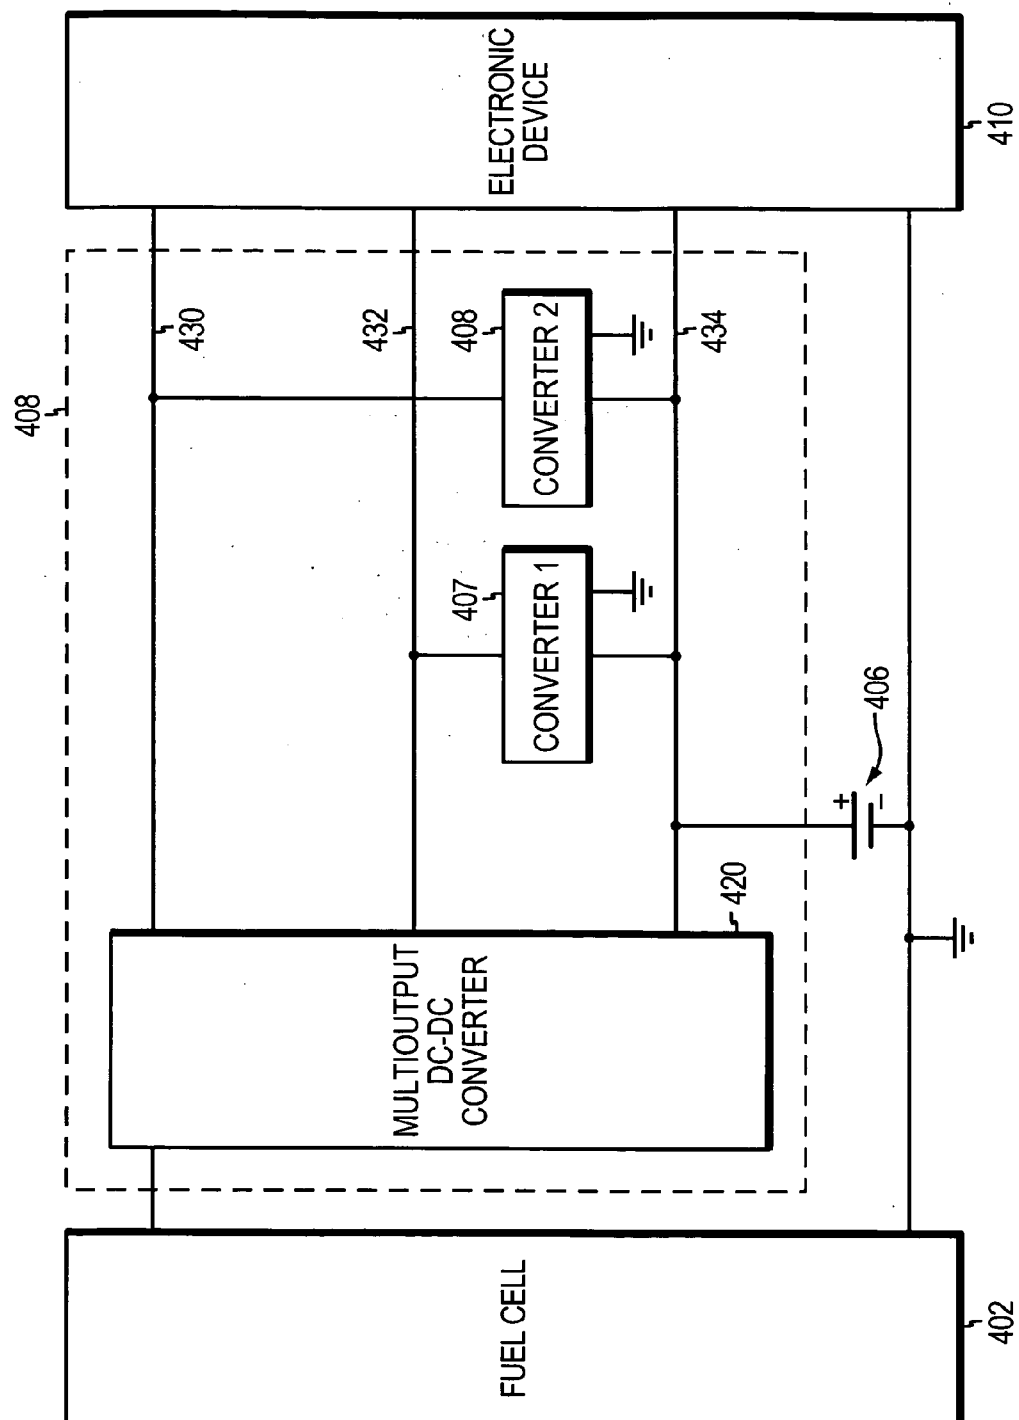 FUEL CELL
402
MULTIOUTPUT
DC-DC
CONVERTER
420
408
430
432
434
CONVERTER 1
407
CONVERTER 2
408
+
–
406
ELECTRONIC
DEVICE
410